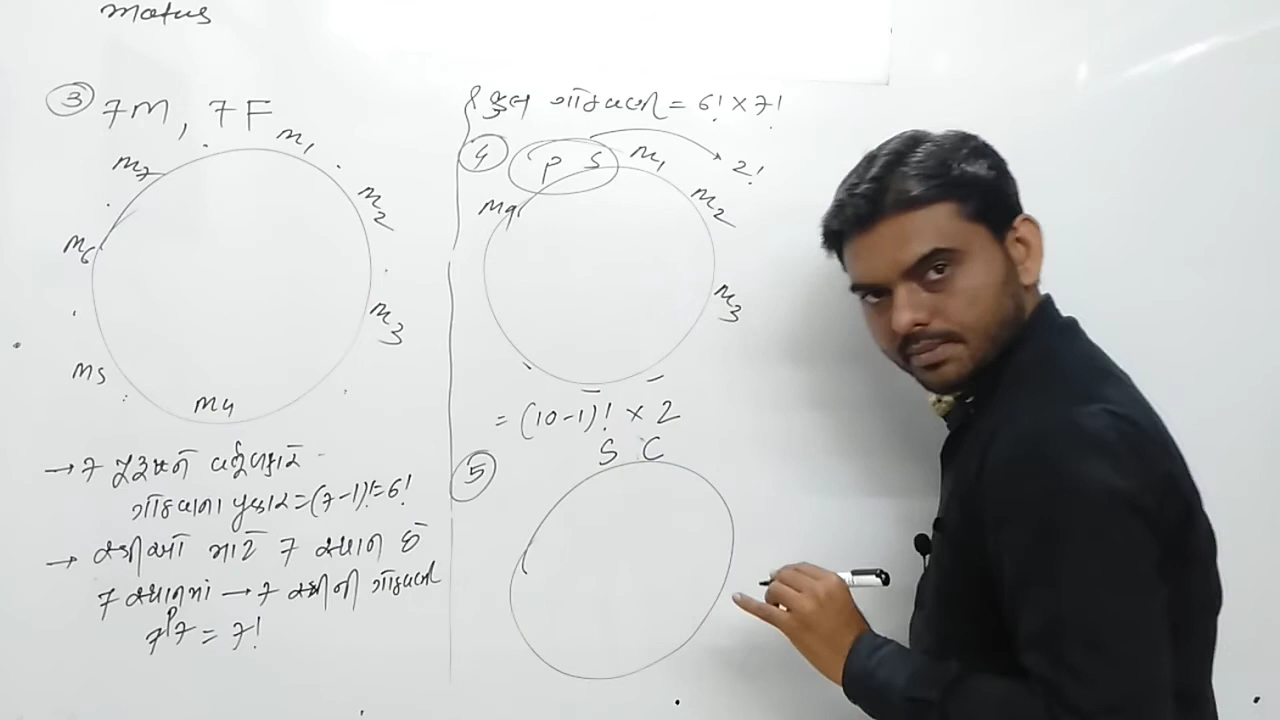 ③ 7M, 7F
M₁
M₂
M₃
M₄
M₅
M₆
M₇
→ 7 પુરુષને વર્તુળાકારે
ગોઠવવાના પ્રકાર = (7-1)! = 6!
→ સ્ત્રીઓ માટે 7 સ્થાન છે
7 સ્થાનમાં → 7 સ્ત્રીની ગોઠવણી
⁷P₇ = 7!
કુલ ગોઠવણી = 6! × 7!
④ P S
2!
M₁
M₂
M₃
M₉
= (10-1)! × 2
⑤ S C